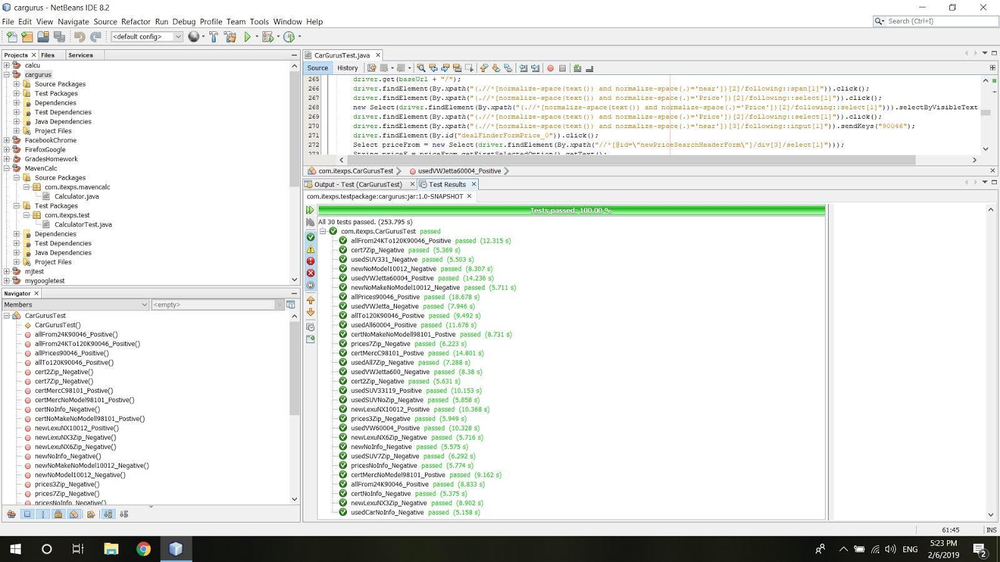 cargurus - NetBeans IDE 8.2
File Edit View Navigate Source Refactor Run Debug Profile Team Tools Window Help
Search (Ctrl+I)
<default config>
Projects Files Services
calcu
cargurus
Source Packages
Test Packages
Dependencies
Test Dependencies
Java Dependencies
Project Files
FacebookChrome
FirefoxGoogle
GradesHomework
MavenCalc
Source Packages
com.itexps.mavencalc
Calculator.java
Test Packages
com.itexps.test
CalculatorTest.java
Dependencies
Test Dependencies
Java Dependencies
Project Files
mjtest
mygoogletest
Navigator
Members
<empty>
CarGurusTest
CarGurusTest()
allFrom24K90046_Positive()
allFrom24KTo120K90046_Positive()
allPrices90046_Positive()
allTo120K90046_Positive()
cert2Zip_Negative()
cert7Zip_Negative()
certMercC98101_Postive()
certMercNoModel98101_Postive()
certNoInfo_Negative()
certNoMakeNoModell98101_Postive()
newLexuNX10012_Positive()
newLexuNX3Zip_Negative()
newLexuNX6Zip_Negative()
newNoInfo_Negative()
newNoMakeNoModel10012_Negative()
newNoModel10012_Negative()
prices3Zip_Negative()
prices7Zip_Negative()
pricesNoInfo_Negative()
CarGurusTest.java
Source History
265 driver.get(baseUrl + "/");
266 driver.findElement(By.xpath("(.//*[normalize-space(text()) and normalize-space(.)='near'])[2]/following::span[1]")).click();
267 driver.findElement(By.xpath("(.//*[normalize-space(text()) and normalize-space(.)='Price'])[2]/following::select[1]")).click();
268 new Select(driver.findElement(By.xpath("(.//*[normalize-space(text()) and normalize-space(.)='Price'])[2]/following::select[1]"))).selectByVisibleText
269 driver.findElement(By.xpath("(.//*[normalize-space(text()) and normalize-space(.)='Price'])[2]/following::select[1]")).click();
270 driver.findElement(By.xpath("(.//*[normalize-space(text()) and normalize-space(.)='near'])[3]/following::input[1]")).sendKeys("90046");
271 driver.findElement(By.id("dealFinderFormPrice_0")).click();
272 Select priceFrom = new Select(driver.findElement(By.xpath("//*[@id=\"newPriceSearchHeaderForm\"]/div[3]/select[1]")));
273 String priceF = priceFrom.getFirstSelectedOption().getText();
com.itexps.CarGurusTest usedVWJetta60004_Positive
Output - Test (CarGurusTest) Test Results
com.itexps.testpackage:cargurus:jar:1.0-SNAPSHOT
Tests passed: 100.00 %
All 30 tests passed. (253.795 s)
com.itexps.CarGurusTest passed
allFrom24KTo120K90046_Positive passed (12.315 s)
cert7Zip_Negative passed (5.369 s)
usedSUV331_Negative passed (5.503 s)
newNoModel10012_Negative passed (8.307 s)
usedVWJetta60004_Positive passed (14.236 s)
newNoMakeNoModel10012_Negative passed (5.711 s)
allPrices90046_Positive passed (18.678 s)
usedVWJetta_Negative passed (7.946 s)
allTo120K90046_Positive passed (9.492 s)
usedAll60004_Positive passed (11.676 s)
certNoMakeNoModell98101_Postive passed (8.731 s)
prices7Zip_Negative passed (6.223 s)
certMercC98101_Postive passed (14.801 s)
usedAll7Zip_Negative passed (7.288 s)
usedVWJetta600_Negative passed (8.38 s)
cert2Zip_Negative passed (5.631 s)
usedSUV33119_Positive passed (10.153 s)
usedSUVNoZip_Negative passed (5.858 s)
newLexuNX10012_Positive passed (10.368 s)
prices3Zip_Negative passed (5.949 s)
usedVW60004_Positive passed (10.328 s)
newLexuNX6Zip_Negative passed (5.716 s)
newNoInfo_Negative passed (5.575 s)
usedSUV7Zip_Negative passed (6.292 s)
pricesNoInfo_Negative passed (5.774 s)
certMercNoModel98101_Postive passed (9.162 s)
allFrom24K90046_Positive passed (8.833 s)
certNoInfo_Negative passed (5.375 s)
newLexuNX3Zip_Negative passed (8.902 s)
usedCarNoInfo_Negative passed (5.158 s)
61:45 INS
ENG
5:23 PM
2/6/2019
2